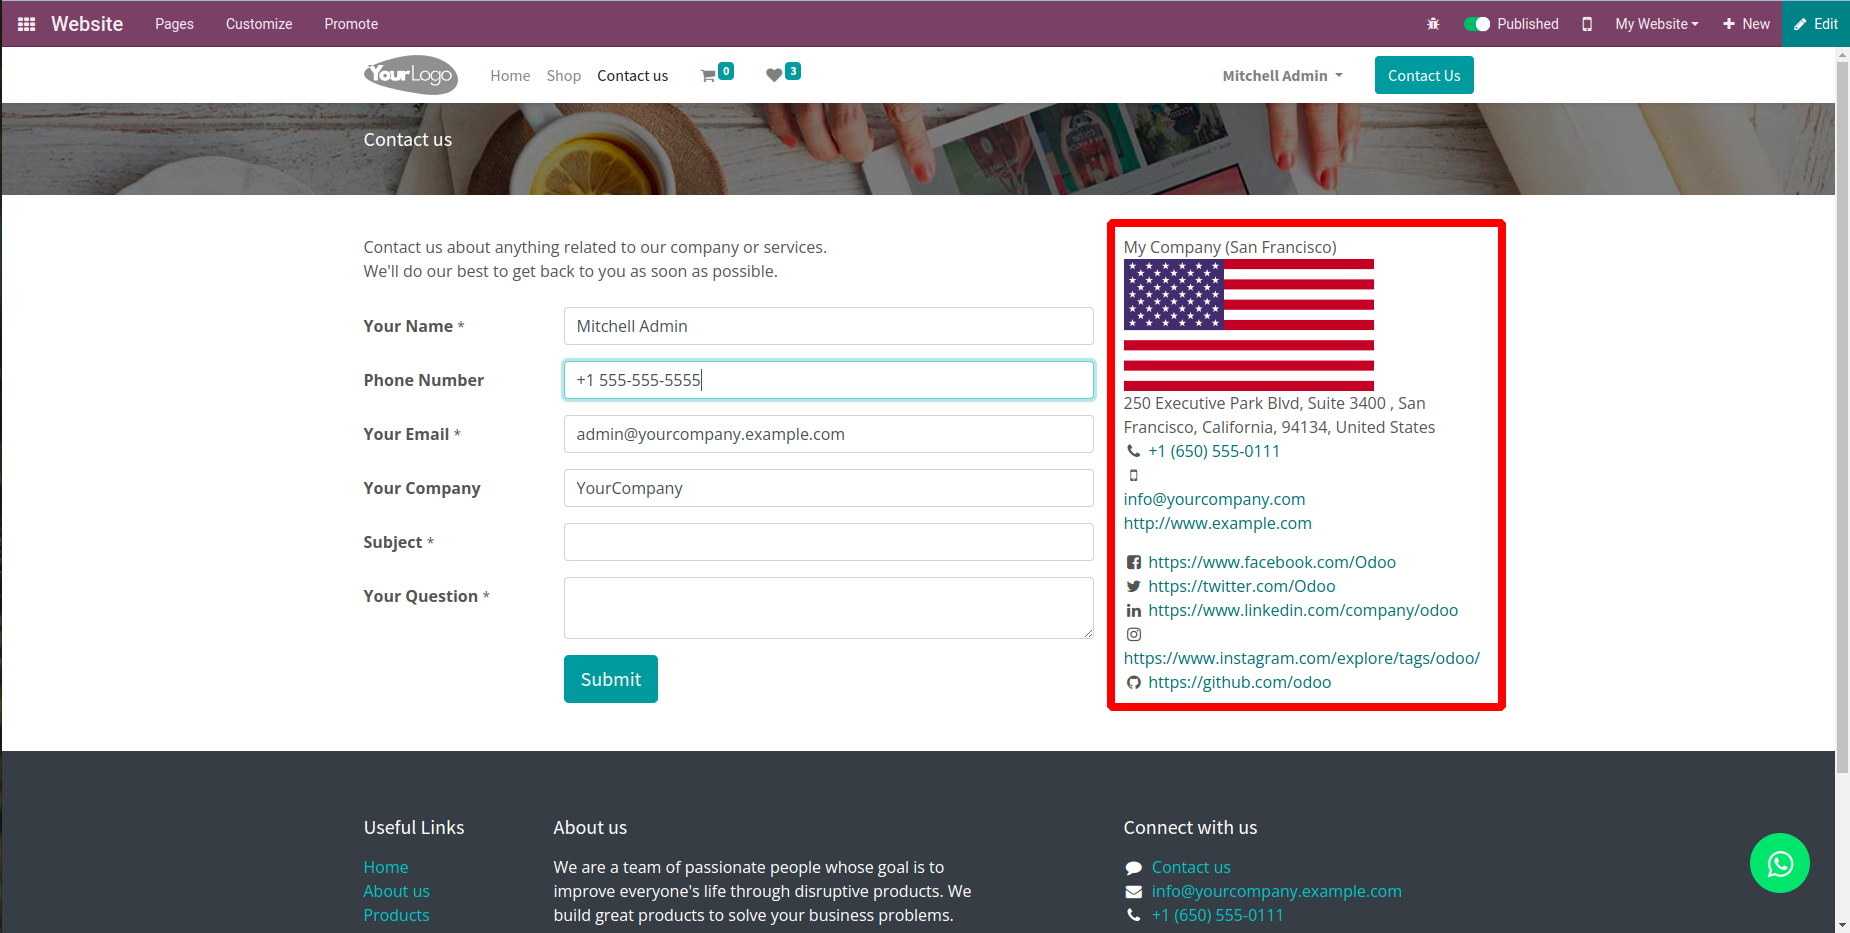 Website Pages Customize Promote Published My Website New Edit
YourLogo Home Shop Contact us 0 3 Mitchell Admin Contact Us
Contact us
Contact us about anything related to our company or services.
We'll do our best to get back to you as soon as possible.
Your Name * Mitchell Admin
Phone Number +1 555-555-5555
Your Email * admin@yourcompany.example.com
Your Company YourCompany
Subject *
Your Question *
Submit
My Company (San Francisco)
250 Executive Park Blvd, Suite 3400 , San
Francisco, California, 94134, United States
+1 (650) 555-0111
info@yourcompany.com
http://www.example.com
https://www.facebook.com/Odoo
https://twitter.com/Odoo
https://www.linkedin.com/company/odoo
https://www.instagram.com/explore/tags/odoo/
https://github.com/odoo
Useful Links
Home
About us
Products
About us
We are a team of passionate people whose goal is to
improve everyone's life through disruptive products. We
build great products to solve your business problems.
Connect with us
Contact us
info@yourcompany.example.com
+1 (650) 555-0111